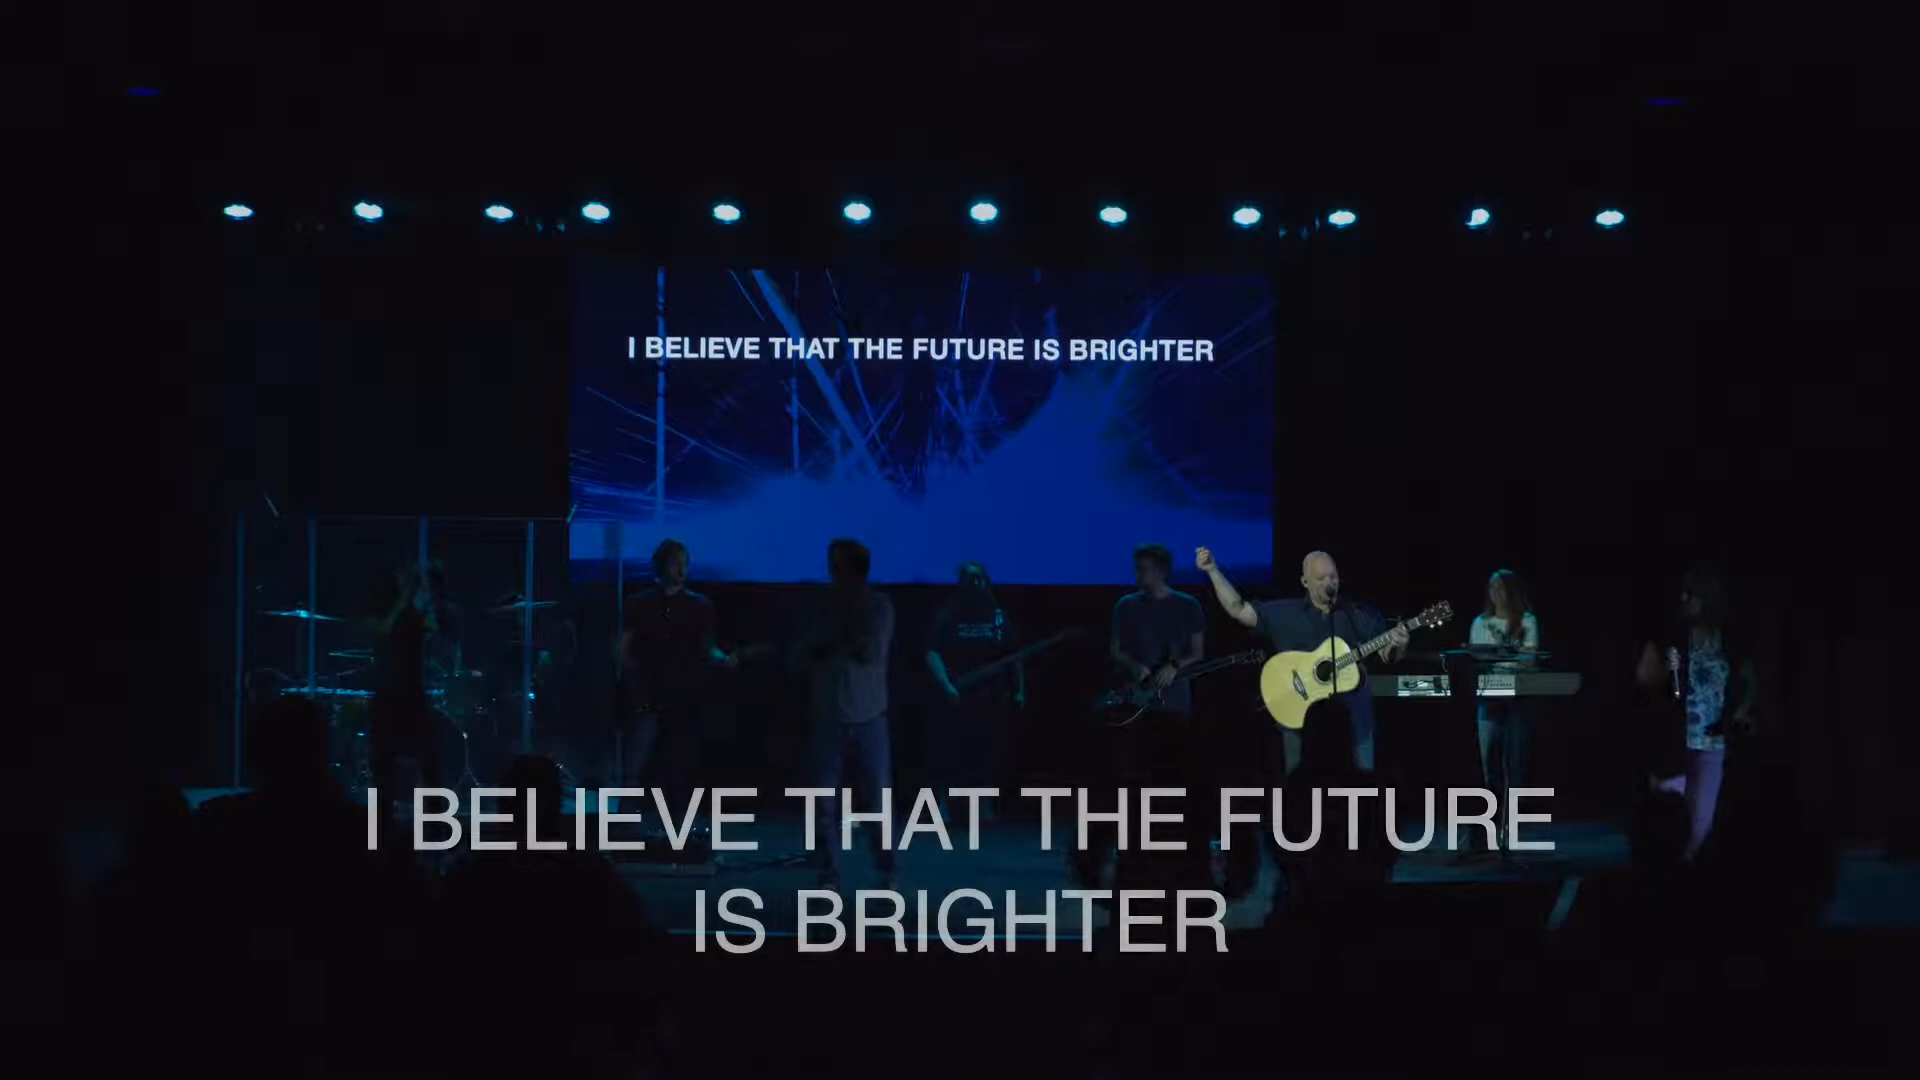 I BELIEVE THAT THE FUTURE IS BRIGHTER
I BELIEVE THAT THE FUTURE
IS BRIGHTER